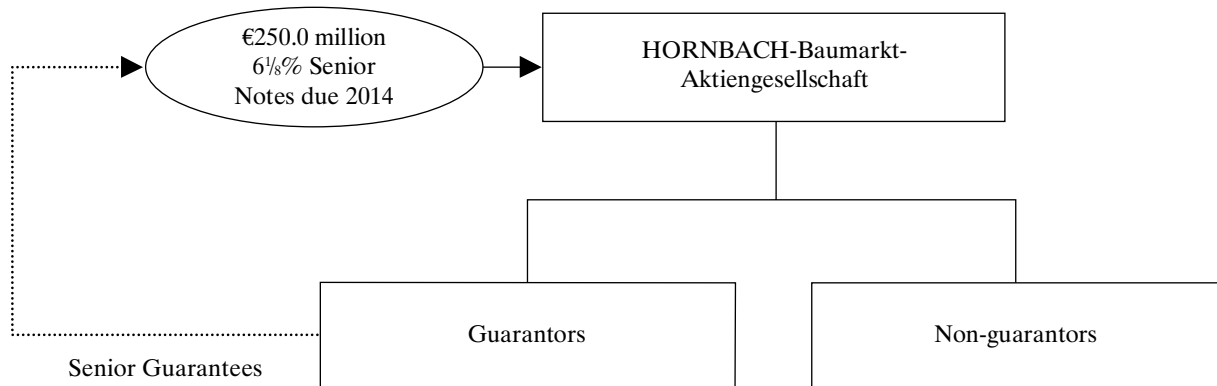 €250.0 million
6⅛% Senior
Notes due 2014
HORNBACH-Baumarkt-
Aktiengesellschaft
Guarantors
Non-guarantors
Senior Guarantees